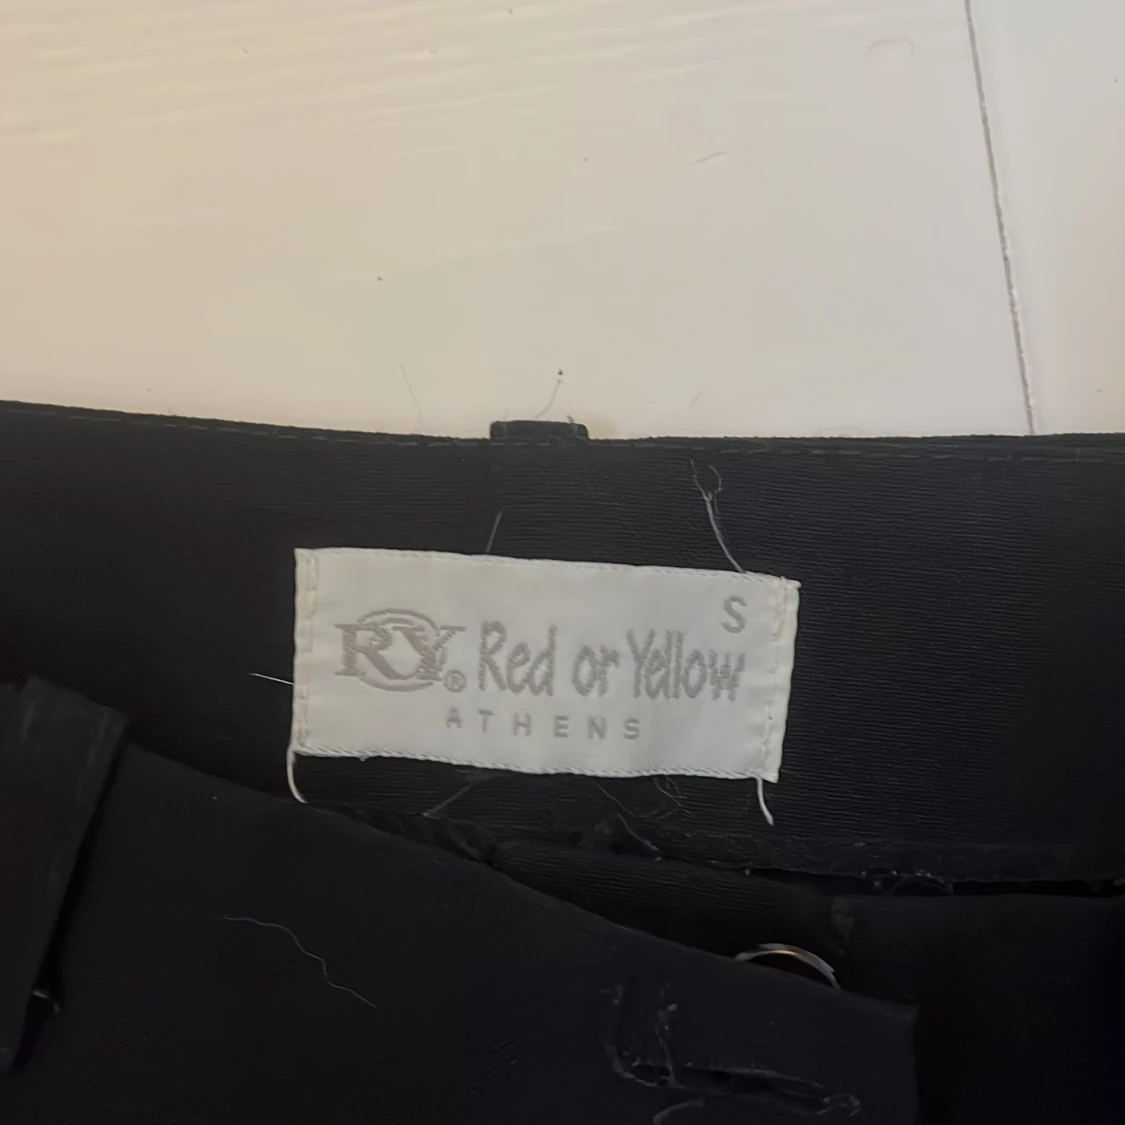 S
RY® Red or Yellow
ATHENS